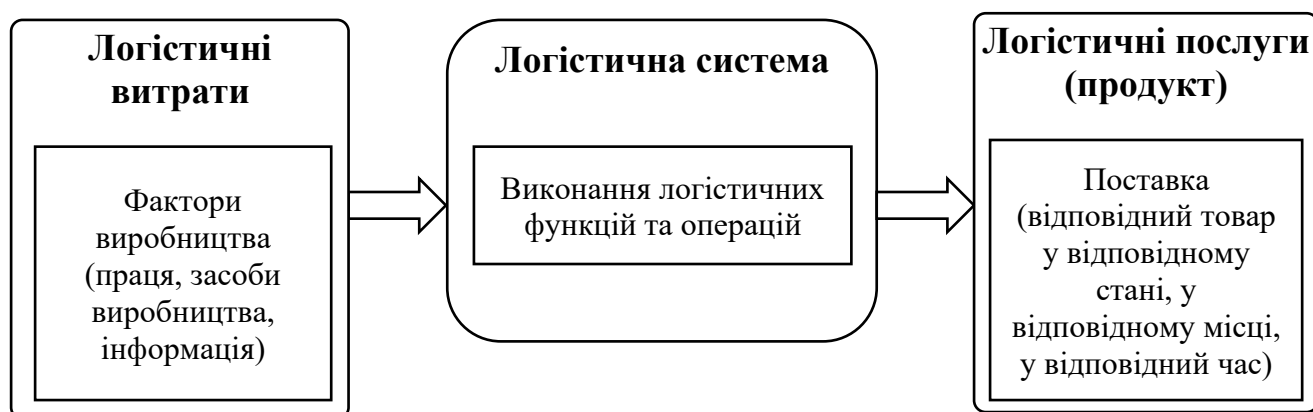 Логістичні
витрати
Фактори
виробництва
(праця, засоби
виробництва,
інформація)
Логістична система
Виконання логістичних
функцій та операцій
Логістичні послуги
(продукт)
Поставка
(відповідний товар
у відповідному
стані, у
відповідному місці,
у відповідний час)